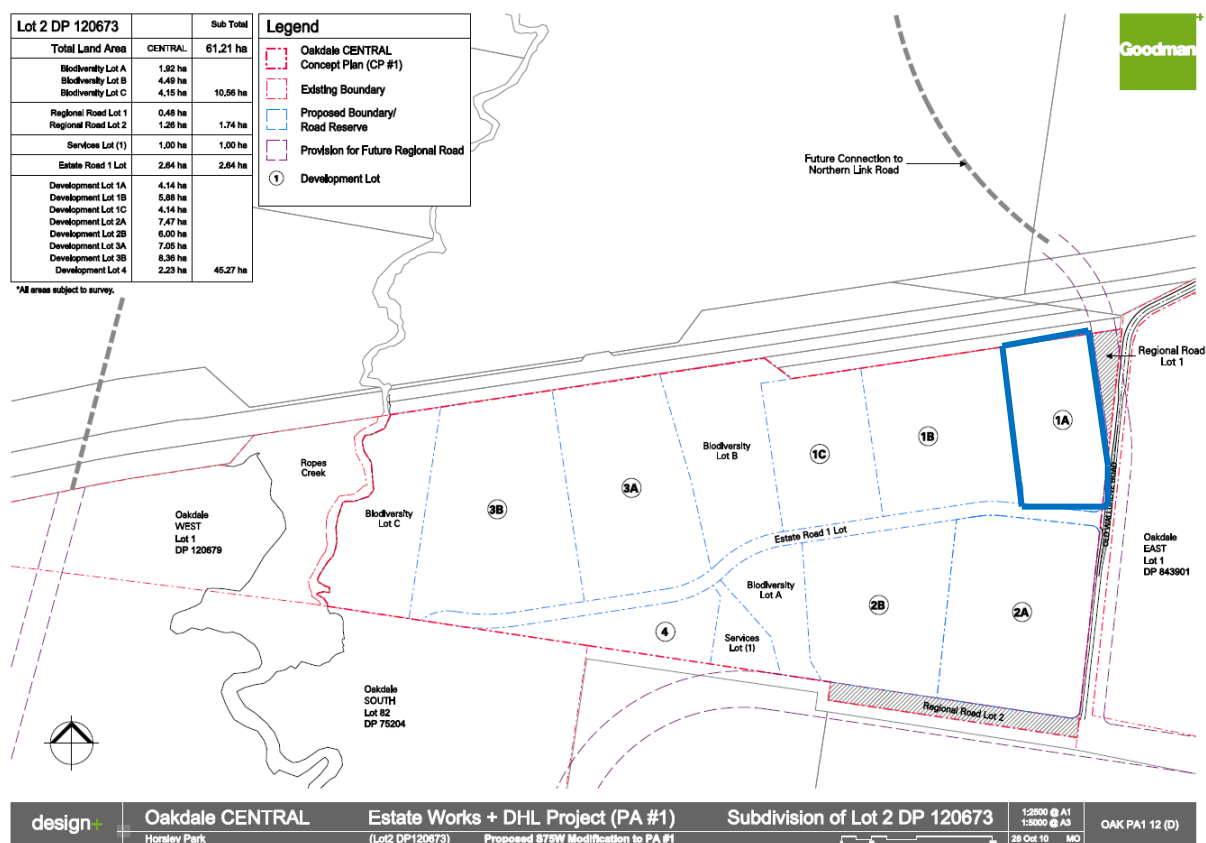 Lot 2 DP 120673 Sub Total
Total Land Area CENTRAL 61.21 ha
Biodiversity Lot A 1.92 ha
Biodiversity Lot B 4.49 ha
Biodiversity Lot C 4.15 ha 10.56 ha
Regional Road Lot 1 0.48 ha
Regional Road Lot 2 1.26 ha 1.74 ha
Services Lot (1) 1.00 ha 1.00 ha
Estate Road 1 Lot 2.64 ha 2.64 ha
Development Lot 1A 4.14 ha
Development Lot 1B 5.88 ha
Development Lot 1C 4.14 ha
Development Lot 2A 7.47 ha
Development Lot 2B 6.00 ha
Development Lot 3A 7.05 ha
Development Lot 3B 8.36 ha
Development Lot 4 2.23 ha 45.27 ha
*All areas subject to survey.
Legend
Oakdale CENTRAL
Concept Plan (CP #1)
Existing Boundary
Proposed Boundary/
Road Reserve
Provision for Future Regional Road
1 Development Lot
Goodman
Future Connection to
Northern Link Road
Regional Road
Lot 1
1A
1B
1C
Biodiversity
Lot B
3A
3B
Ropes
Creek
Biodiversity
Lot C
Oakdale
WEST
Lot 1
DP 120679
Estate Road 1 Lot
Oakdale
EAST
Lot 1
DP 843901
Biodiversity
Lot A
2B
2A
4
Services
Lot (1)
Oakdale
SOUTH
Lot 82
DP 75204
Regional Road Lot 2
design+
Oakdale CENTRAL Estate Works + DHL Project (PA #1) Subdivision of Lot 2 DP 120673
Horsley Park (Lot2 DP120673) Proposed S75W Modification to PA #1
1:2500 @ A1
1:5000 @ A3
28 Oct 10 MO
OAK PA1 12 (D)